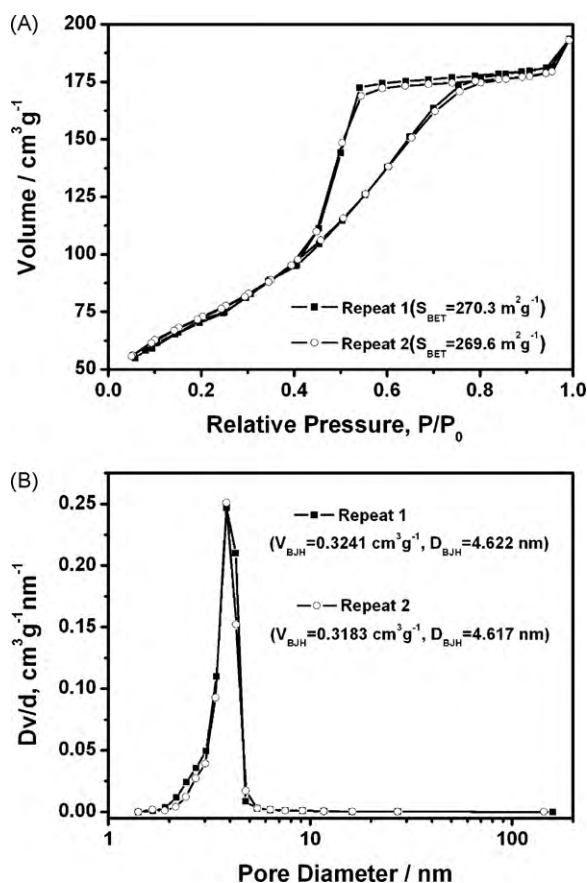 (A)
200
175
150
125
100
75
50
Volume / cm³g⁻¹
Repeat 1(S_BET=270.3 m²g⁻¹)
Repeat 2(S_BET=269.6 m²g⁻¹)
0.0 0.2 0.4 0.6 0.8 1.0
Relative Pressure, P/P₀
(B)
0.25
0.20
0.15
0.10
0.05
0.00
Dv/d, cm³g⁻¹nm⁻¹
Repeat 1
(V_BJH=0.3241 cm³g⁻¹, D_BJH=4.622 nm)
Repeat 2
(V_BJH=0.3183 cm³g⁻¹, D_BJH=4.617 nm)
1 10 100
Pore Diameter / nm